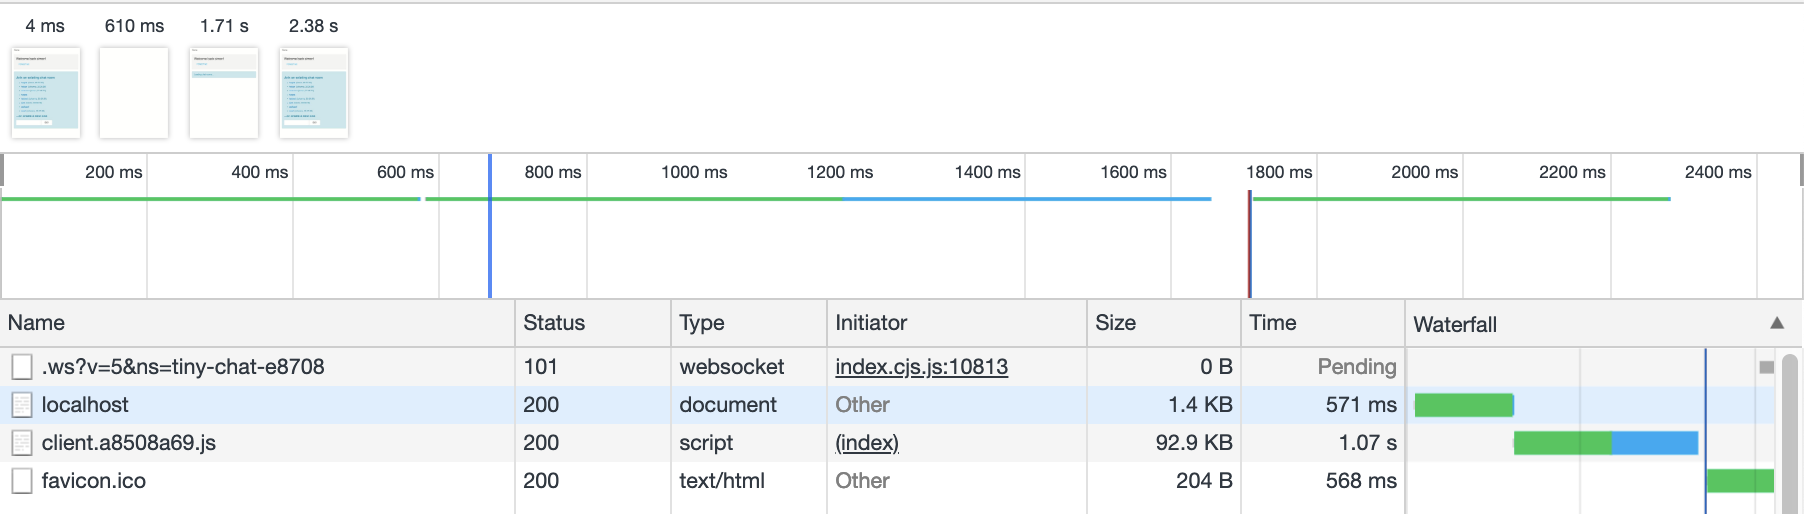 4 ms 610 ms 1.71 s 2.38 s
200 ms 400 ms 600 ms 800 ms 1000 ms 1200 ms 1400 ms 1600 ms 1800 ms 2000 ms 2200 ms 2400 ms
Name Status Type Initiator Size Time Waterfall
.ws?v=5&ns=tiny-chat-e8708 101 websocket index.cjs.js:10813 0 B Pending
localhost 200 document Other 1.4 KB 571 ms
client.a8508a69.js 200 script (index) 92.9 KB 1.07 s
favicon.ico 200 text/html Other 204 B 568 ms